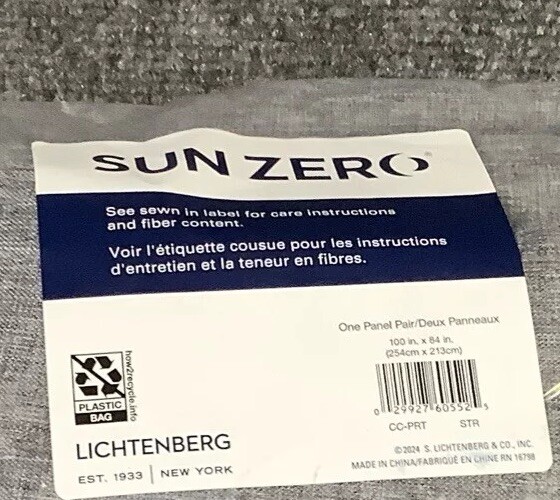 SUN ZERO®
See sewn in label for care instructions
and fiber content.
Voir l'étiquette cousue pour les instructions
d'entretien et la teneur en fibres.
One Panel Pair/Deux Panneaux
100 in. x 84 in.
(254cm x 213cm)
how2recycle.info
PLASTIC
BAG
0 29927 60552 5
CC-PRT STR
LICHTENBERG
EST. 1933 | NEW YORK
©2024 S. LICHTENBERG & CO., INC.
MADE IN CHINA/FABRIQUÉ EN CHINE RN 16798